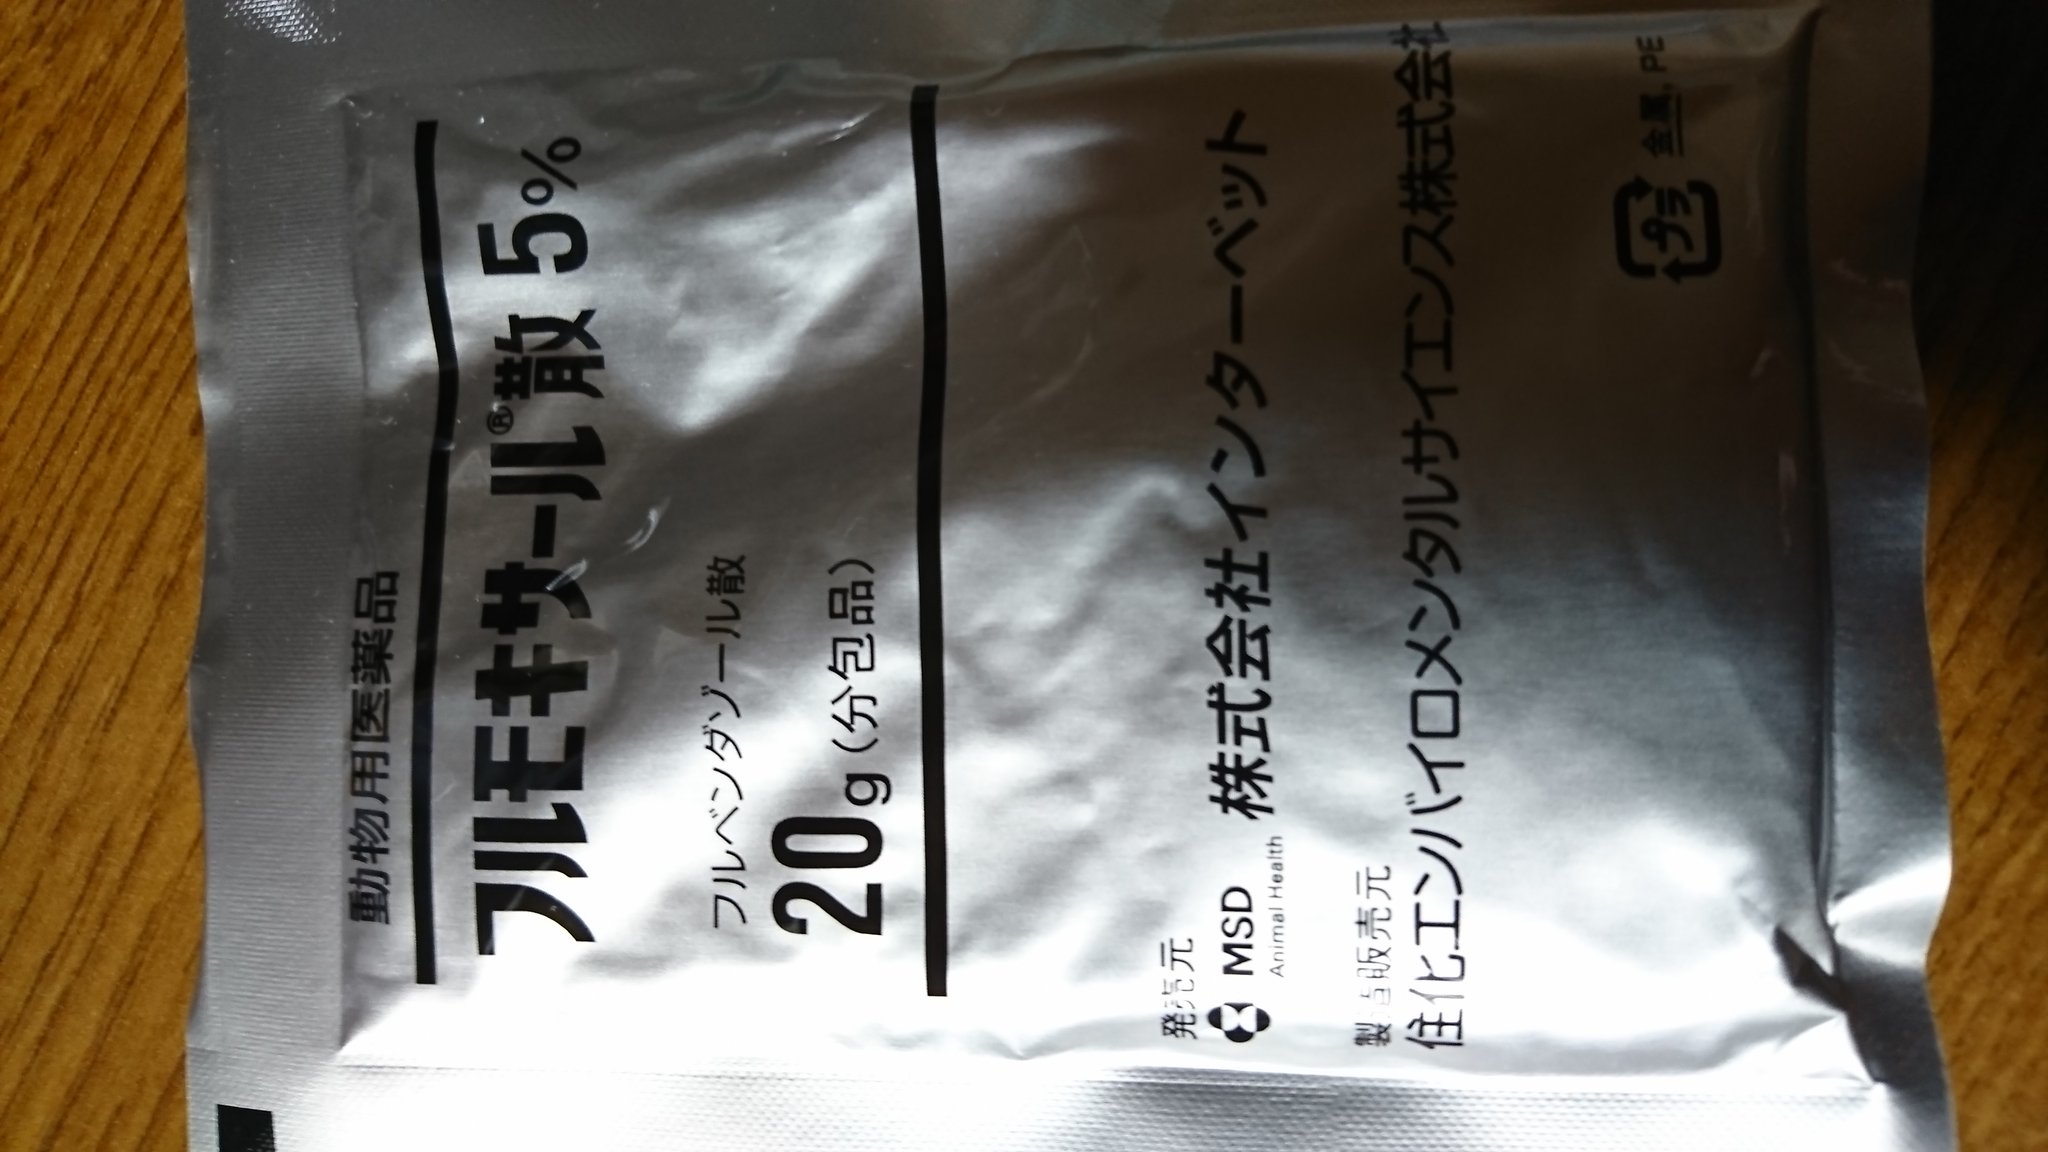 動物用医薬品
フルモキサール®散 5%
フルベンダゾール散
20g(分包品)
発売元
MSD 株式会社インターベット
Animal Health
製造販売元
住化エンバイロメンタルサイエンス株式会社
プラ 金属, PE